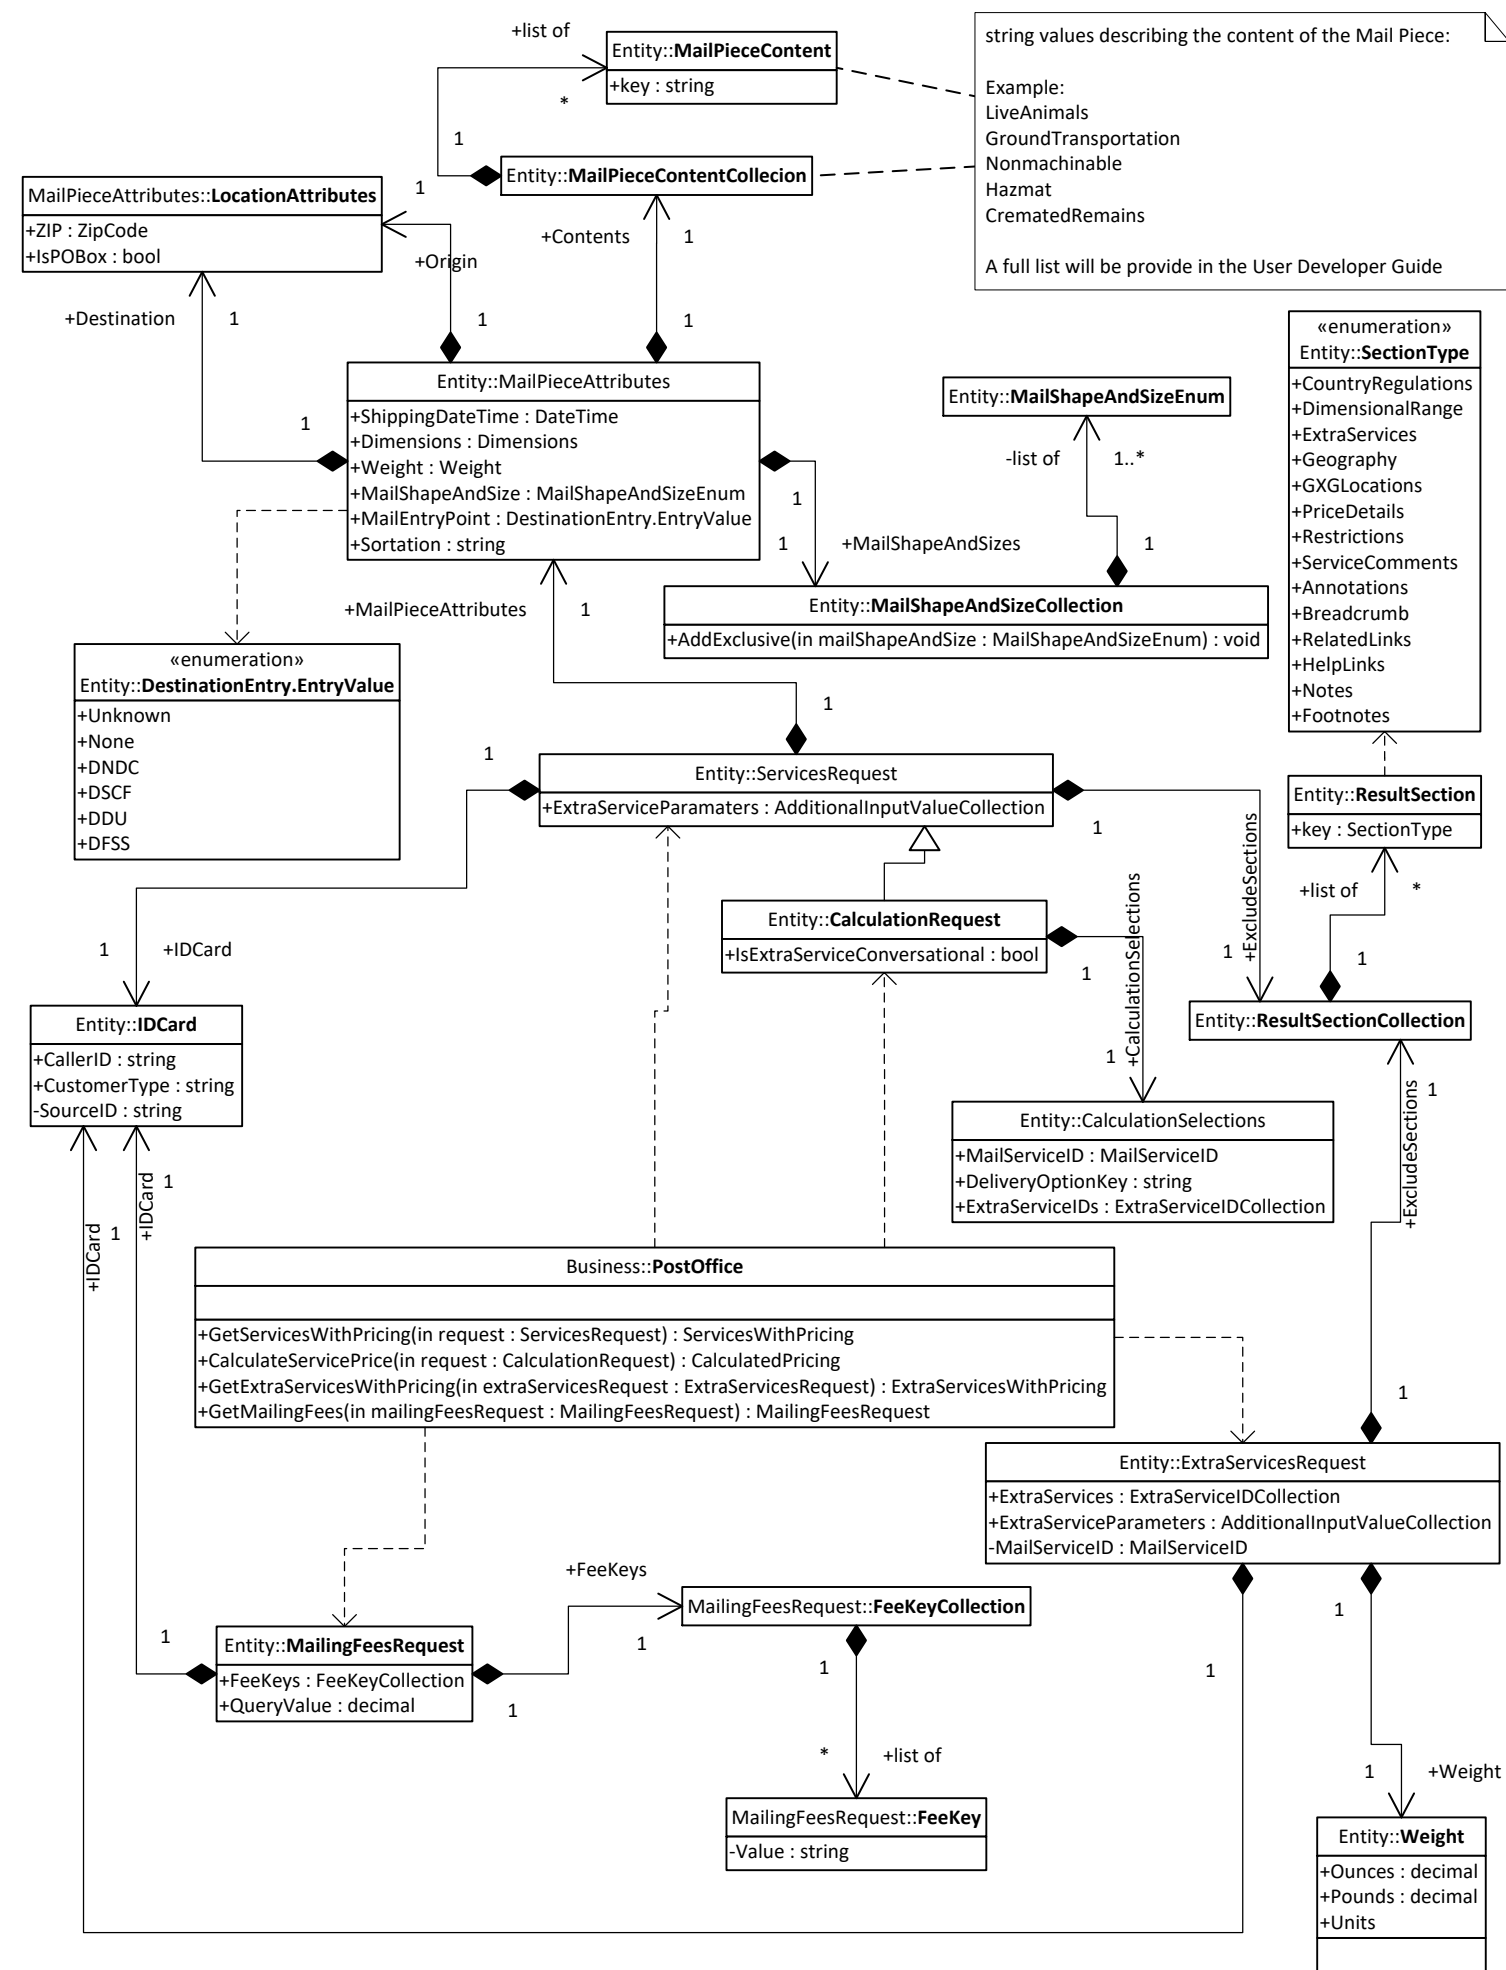 +list of
Entity::MailPieceContent
+key : string
*
1
string values describing the content of the Mail Piece:
Example:
LiveAnimals
GroundTransportation
Nonmachinable
Hazmat
CrematedRemains
A full list will be provide in the User Developer Guide
Entity::MailPieceContentCollecion
MailPieceAttributes::LocationAttributes
+ZIP : ZipCode
+IsPOBox : bool
1
+Origin
+Contents
1
+Destination
1
1
1
«enumeration»
Entity::SectionType
+CountryRegulations
+DimensionalRange
+ExtraServices
+Geography
+GXGLocations
+PriceDetails
+Restrictions
+ServiceComments
+Annotations
+Breadcrumb
+RelatedLinks
+HelpLinks
+Notes
+Footnotes
Entity::MailPieceAttributes
+ShippingDateTime : DateTime
+Dimensions : Dimensions
+Weight : Weight
+MailShapeAndSize : MailShapeAndSizeEnum
+MailEntryPoint : DestinationEntry.EntryValue
+Sortation : string
1
Entity::MailShapeAndSizeEnum
-list of
1..*
1
1
+MailShapeAndSizes
1
Entity::MailShapeAndSizeCollection
+AddExclusive(in mailShapeAndSize : MailShapeAndSizeEnum) : void
+MailPieceAttributes
1
«enumeration»
Entity::DestinationEntry.EntryValue
+Unknown
+None
+DNDC
+DSCF
+DDU
+DFSS
1
1
Entity::ServicesRequest
+ExtraServiceParamaters : AdditionalInputValueCollection
1
+ExcludeSections
1
Entity::ResultSection
+key : SectionType
+list of
*
1
Entity::CalculationRequest
+IsExtraServiceConversational : bool
1
+CalculationSelections
1
1
+IDCard
Entity::ResultSectionCollection
Entity::IDCard
+CallerID : string
+CustomerType : string
-SourceID : string
Entity::CalculationSelections
+MailServiceID : MailServiceID
+DeliveryOptionKey : string
+ExtraServiceIDs : ExtraServiceIDCollection
1
+ExcludeSections
1
+IDCard
1
+IDCard
Business::PostOffice
+GetServicesWithPricing(in request : ServicesRequest) : ServicesWithPricing
+CalculateServicePrice(in request : CalculationRequest) : CalculatedPricing
+GetExtraServicesWithPricing(in extraServicesRequest : ExtraServicesRequest) : ExtraServicesWithPricing
+GetMailingFees(in mailingFeesRequest : MailingFeesRequest) : MailingFeesRequest
1
Entity::ExtraServicesRequest
+ExtraServices : ExtraServiceIDCollection
+ExtraServiceParameters : AdditionalInputValueCollection
-MailServiceID : MailServiceID
+FeeKeys
MailingFeesRequest::FeeKeyCollection
1
1
Entity::MailingFeesRequest
+FeeKeys : FeeKeyCollection
+QueryValue : decimal
1
1
1
1
*
+list of
MailingFeesRequest::FeeKey
-Value : string
1
+Weight
Entity::Weight
+Ounces : decimal
+Pounds : decimal
+Units